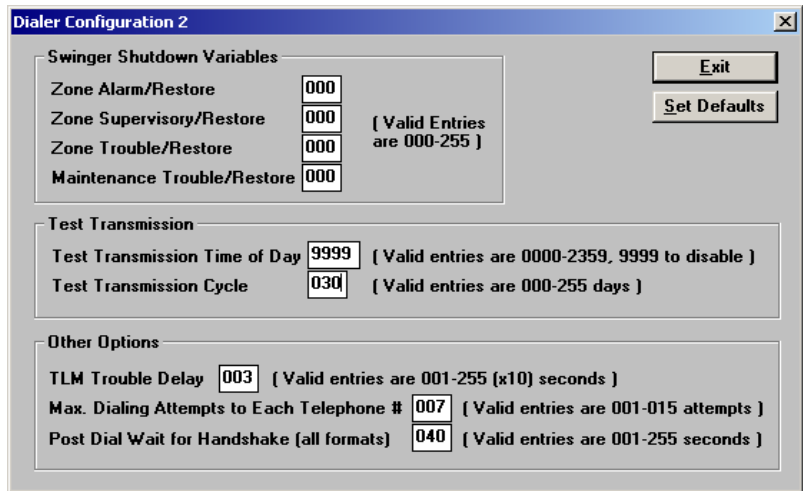 Dialer Configuration 2
Swinger Shutdown Variables
Zone Alarm/Restore 000
Zone Supervisory/Restore 000
Zone Trouble/Restore 000
Maintenance Trouble/Restore 000
( Valid Entries
are 000-255 )
Exit
Set Defaults
Test Transmission
Test Transmission Time of Day 9999 ( Valid entries are 0000-2359, 9999 to disable )
Test Transmission Cycle 030 ( Valid entries are 000-255 days )
Other Options
TLM Trouble Delay 003 ( Valid entries are 001-255 (x10) seconds )
Max. Dialing Attempts to Each Telephone # 007 ( Valid entries are 001-015 attempts )
Post Dial Wait for Handshake (all formats) 040 ( Valid entries are 001-255 seconds )